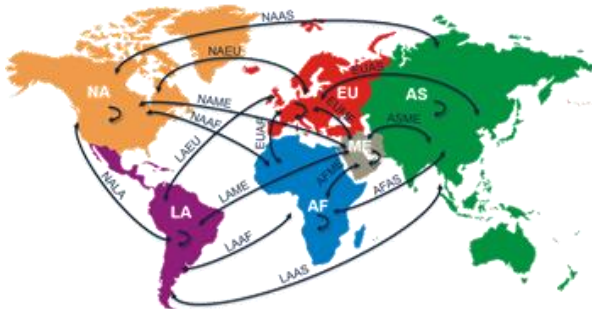 NAAS
NAEU
EUAS
NA
EU
AS
NAME
EUME
NAAF
ASME
ME
EUAF
LAEU
AFME
LAME
AFAS
NALA
LA
AF
LAAF
LAAS